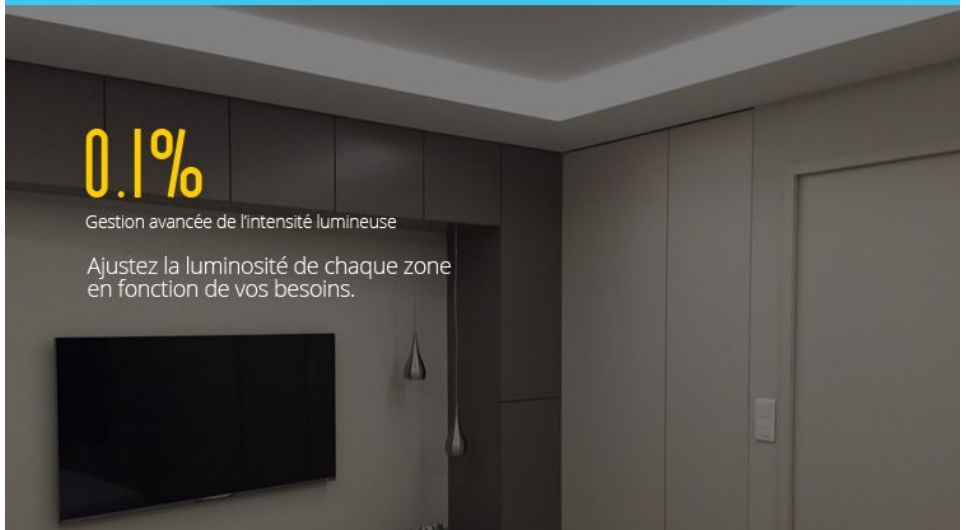 0.1%
Gestion avancée de l'intensité lumineuse
Ajustez la luminosité de chaque zone
en fonction de vos besoins.